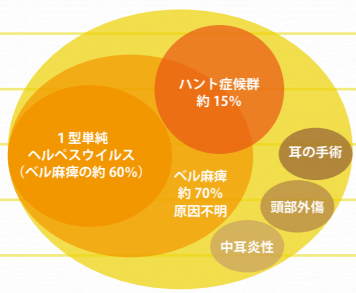 ハント症候群
約 15%
1 型単純
ヘルペスウイルス
（ベル麻痺の約 60%）
ベル麻痺
約 70%
原因不明
耳の手術
頭部外傷
中耳炎性